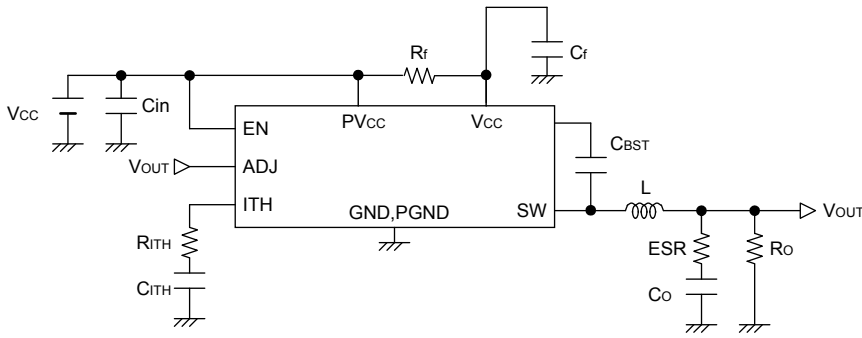 Rf
Cf
VCC
Cin
EN
PVCC
VCC
VOUT
ADJ
CBST
ITH
GND,PGND
SW
L
VOUT
RITH
ESR
RO
CITH
CO